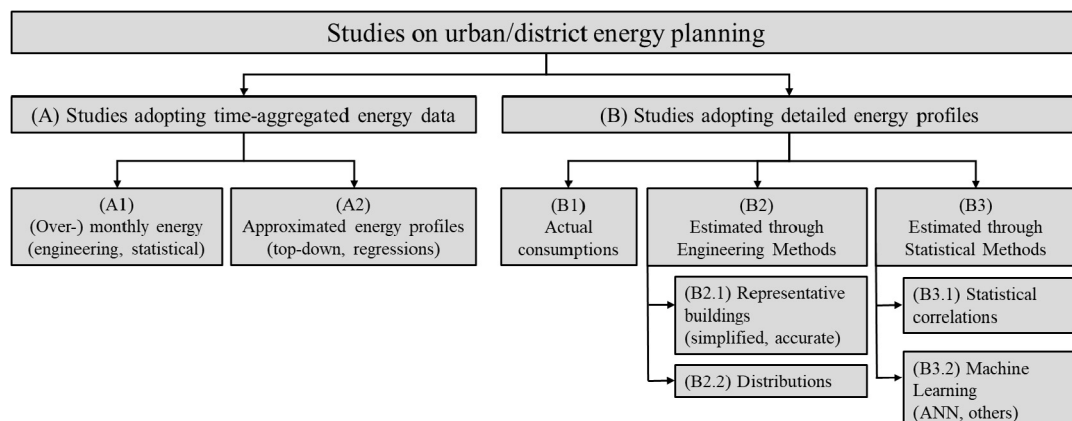 Studies on urban/district energy planning
(A) Studies adopting time-aggregated energy data
(B) Studies adopting detailed energy profiles
(A1)
(Over-) monthly energy
(engineering, statistical)
(A2)
Approximated energy profiles
(top-down, regressions)
(B1)
Actual
consumptions
(B2)
Estimated through
Engineering Methods
(B3)
Estimated through
Statistical Methods
(B2.1) Representative
buildings
(simplified, accurate)
(B2.2) Distributions
(B3.1) Statistical
correlations
(B3.2) Machine
Learning
(ANN, others)